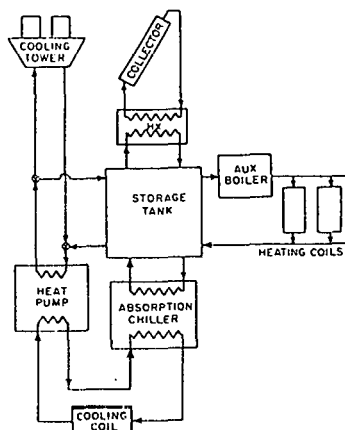 COOLING
TOWER
COLLECTOR
HX
STORAGE
TANK
AUX
BOILER
HEATING COILS
HEAT
PUMP
ABSORPTION
CHILLER
COOLING
COIL